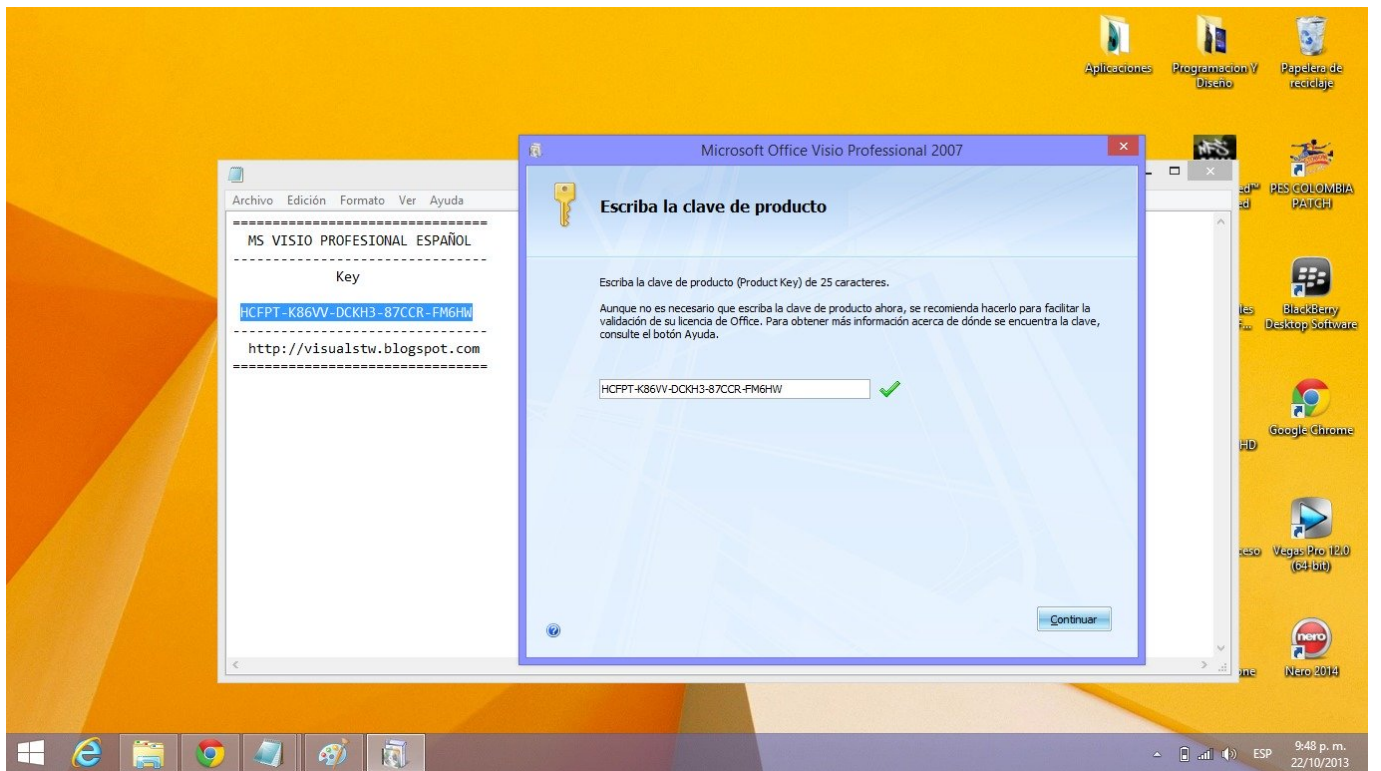 Aplicaciones
Programacion Y
Diseño
Papelera de
reciclaje
Microsoft Office Visio Professional 2007
Archivo Edición Formato Ver Ayuda
================================
MS VISIO PROFESIONAL ESPAÑOL
--------------------------------
Key
HCFPT-K86VV-DCKH3-87CCR-FM6HW
--------------------------------
http://visualstw.blogspot.com
================================
Escriba la clave de producto
Escriba la clave de producto (Product Key) de 25 caracteres.
Aunque no es necesario que escriba la clave de producto ahora, se recomienda hacerlo para facilitar la
validación de su licencia de Office. Para obtener más información acerca de dónde se encuentra la clave,
consulte el botón Ayuda.
HCFPT-K86VV-DCKH3-87CCR-FM6HW
Continuar
NFS
PES COLOMBIA
PATCH
BlackBerry
Desktop Software
Google Chrome
HD
Vegas Pro 12.0
(64-bit)
nero
Nero 2014
ESP
9:48 p. m.
22/10/2013